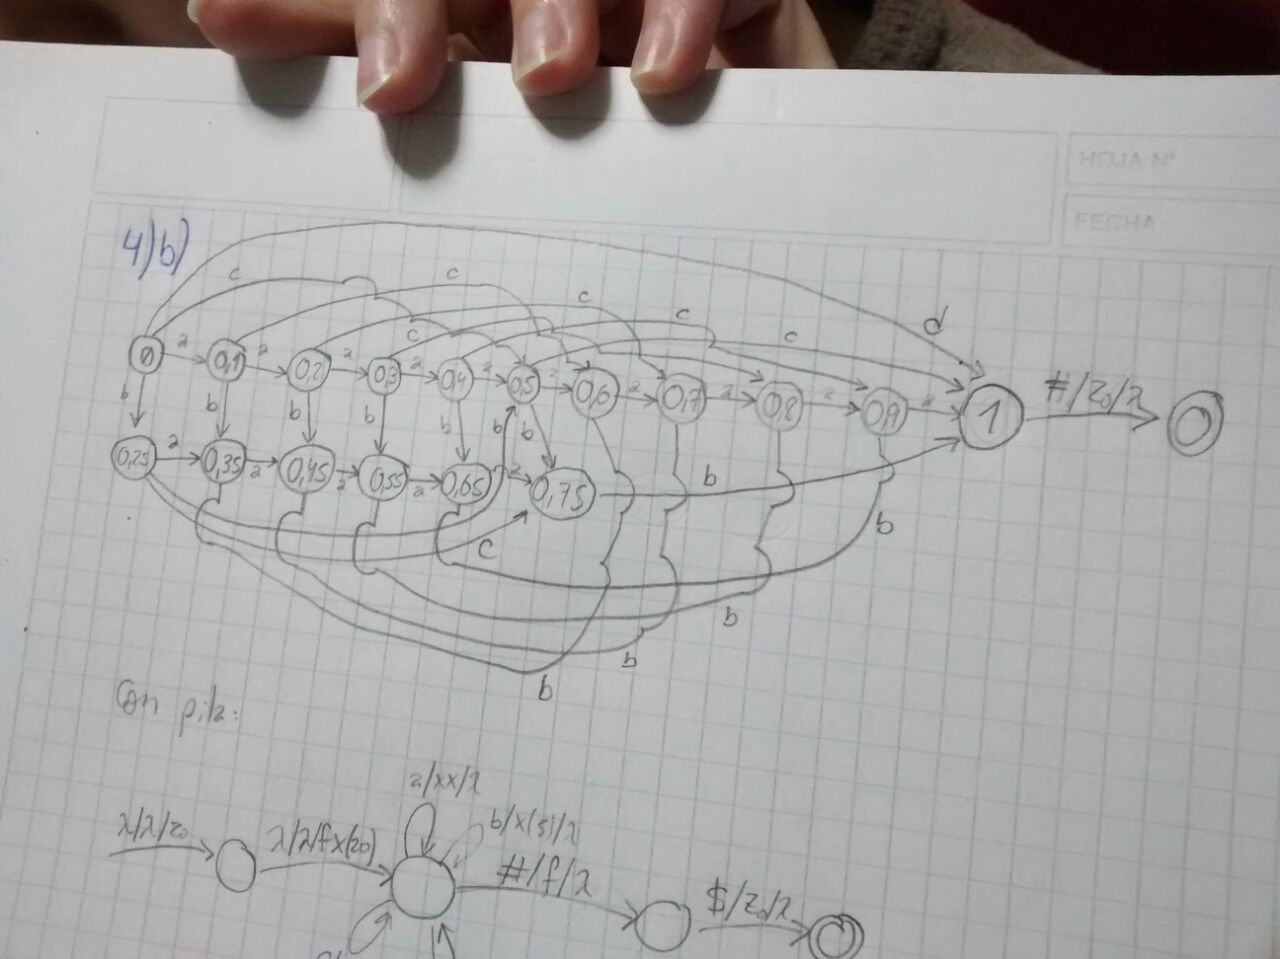 HOJA N°
FECHA
4)b)
d
c c c c c
c
0 a 0,1 a 0,2 a 0,3 a 0,4 a 0,5 a 0,6 a 0,7 a 0,8 a 0,9 a 1 #/Z₀/λ
b b b b b b b
0,25 a 0,35 a 0,45 a 0,55 a 0,65 a 0,75 b
c
b
b
b
b
Con pila:
a/xx/λ
λ/λ/z₀ λ/λ/fx(20) b/x(5)/λ
#/f/λ $/Z₀/λ